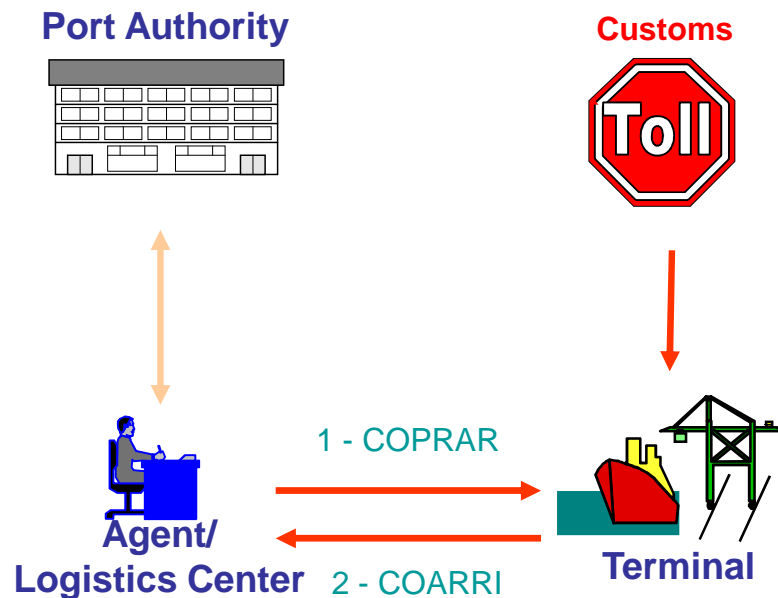 Port Authority
Customs
Toll
1 - COPRAR
Agent/
Logistics Center
2 - COARRI
Terminal